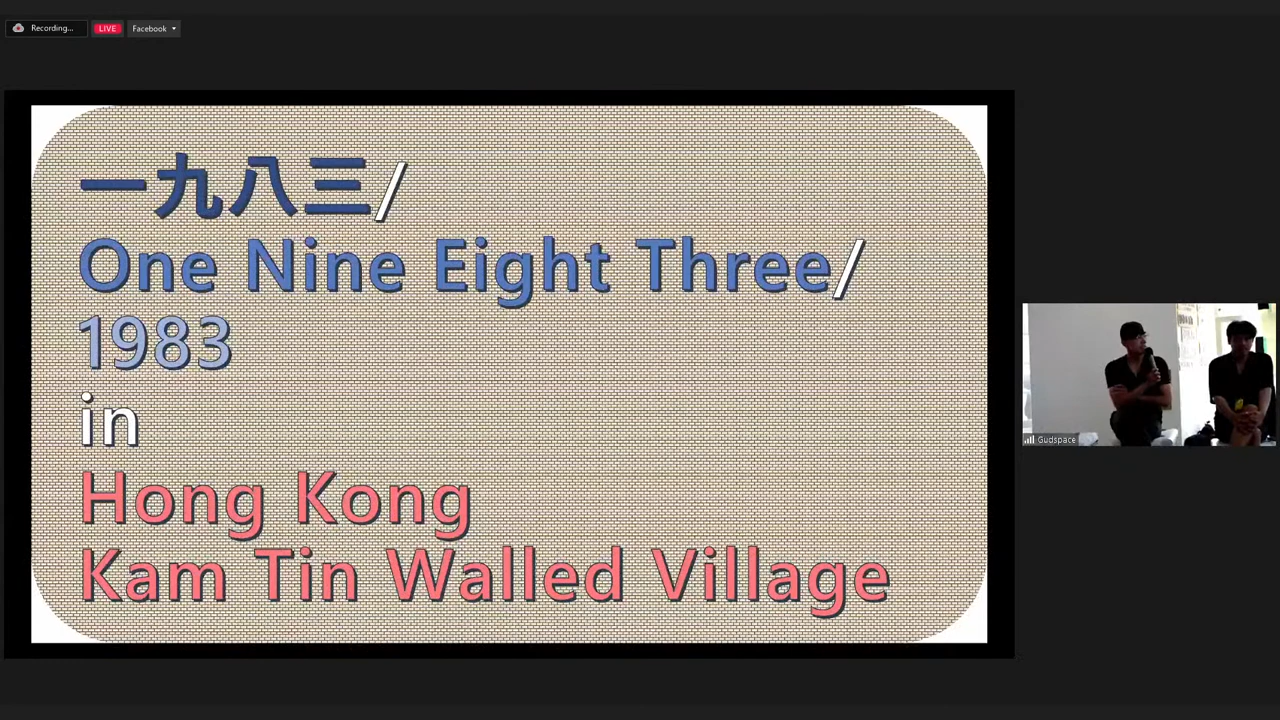 Recording...
LIVE
Facebook
一九八三/
One Nine Eight Three/
1983
in
Hong Kong
Kam Tin Walled Village
Gudspace